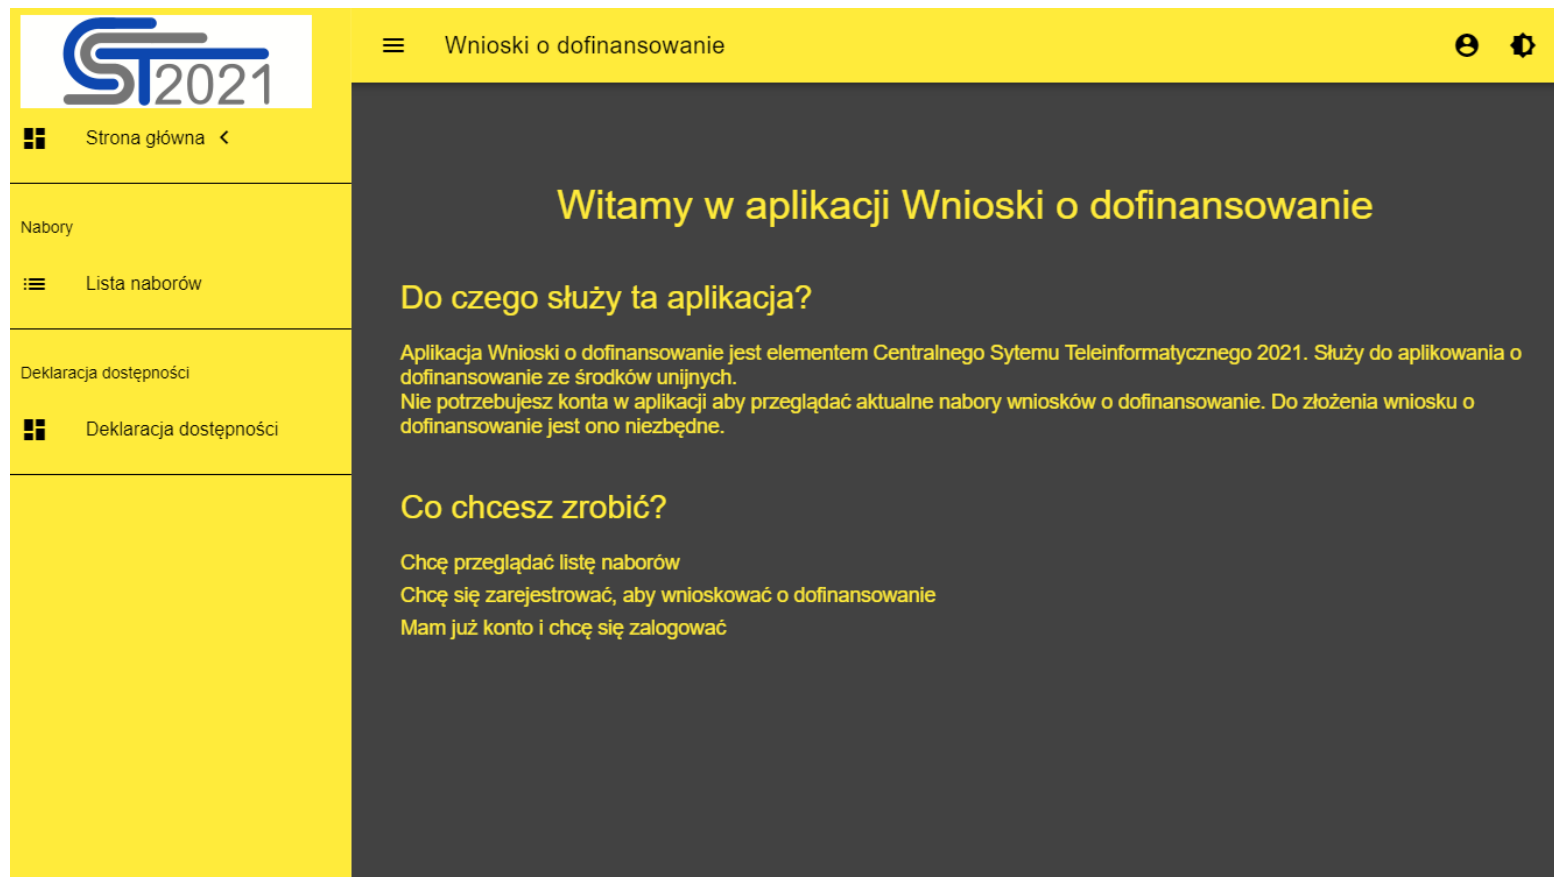 CST2021
Wnioski o dofinansowanie
Strona główna
Nabory
Lista naborów
Deklaracja dostępności
Deklaracja dostępności
Witamy w aplikacji Wnioski o dofinansowanie
Do czego służy ta aplikacja?
Aplikacja Wnioski o dofinansowanie jest elementem Centralnego Sytemu Teleinformatycznego 2021. Służy do aplikowania o
dofinansowanie ze środków unijnych.
Nie potrzebujesz konta w aplikacji aby przeglądać aktualne nabory wniosków o dofinansowanie. Do złożenia wniosku o
dofinansowanie jest ono niezbędne.
Co chcesz zrobić?
Chcę przeglądać listę naborów
Chcę się zarejestrować, aby wnioskować o dofinansowanie
Mam już konto i chcę się zalogować